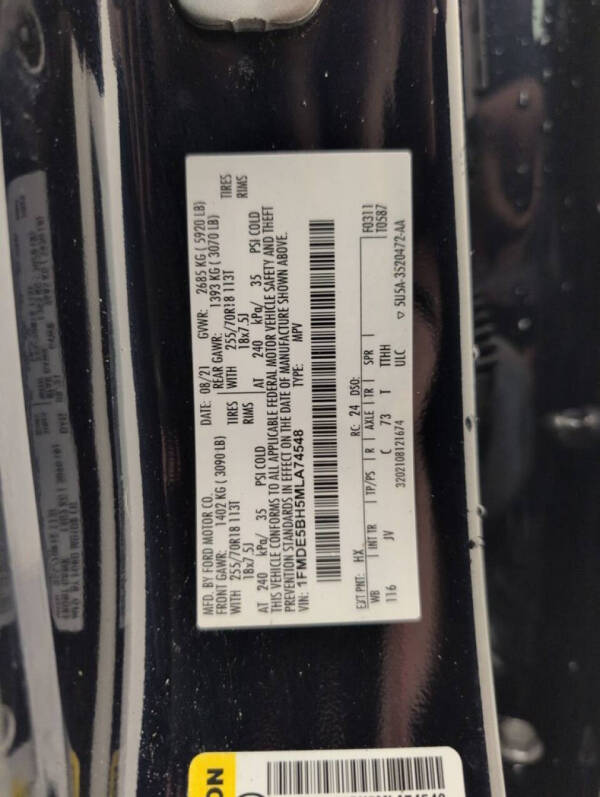 MFD. BY FORD MOTOR CO.
DATE: 08/21 GVWR: 2685 KG ( 5920 LB)
FRONT GAWR: 1402 KG ( 3090 LB) REAR GAWR: 1393 KG ( 3070 LB)
WITH 255/70R18 113T TIRES WITH 255/70R18 113T TIRES
18x7.5J RIMS 18x7.5J RIMS
AT 240 kPa/ 35 PSI COLD AT 240 kPa/ 35 PSI COLD
THIS VEHICLE CONFORMS TO ALL APPLICABLE FEDERAL MOTOR VEHICLE SAFETY AND THEFT
PREVENTION STANDARDS IN EFFECT ON THE DATE OF MANUFACTURE SHOWN ABOVE.
VIN: 1FMDE5BH5MLA74548 TYPE: MPV
EXT PNT: HX RC: 24 DSO: F0311
WB INT TR TP/PS R AXLE TR SPR T0587
116 JV C 73 T TTHH
3202108121674 ULC ▽ 5U5A-3520472-AA
ON